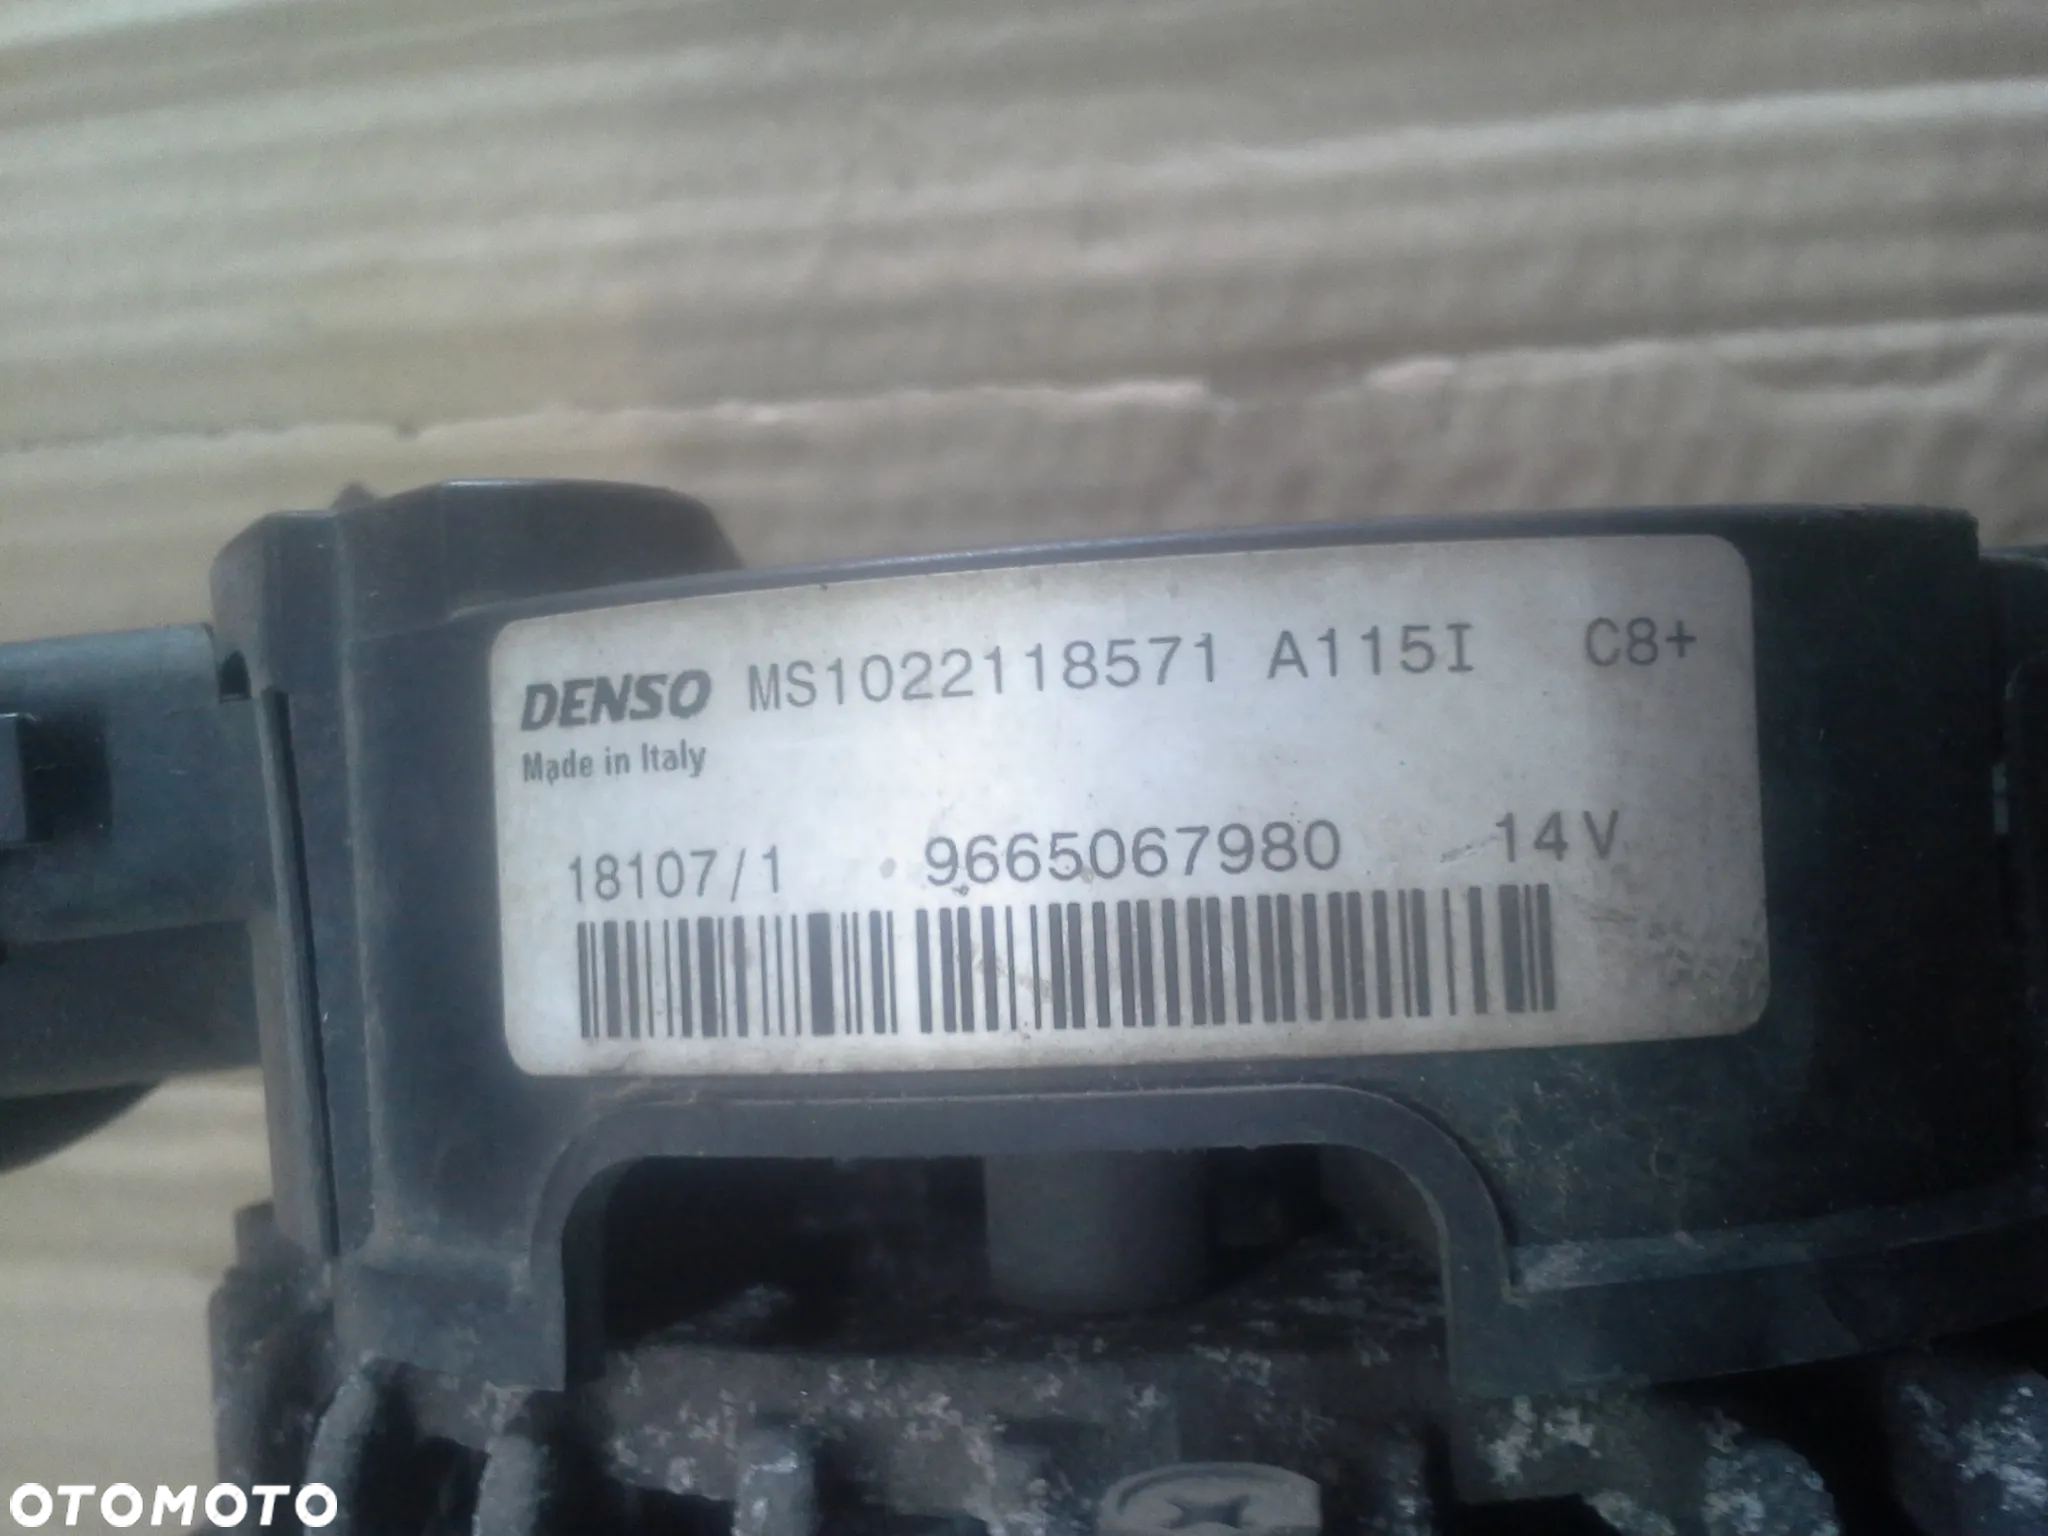 DENSO MS1022118571 A115I C8+
Made in Italy
18107/1 9665067980 14V
OTOMOTO